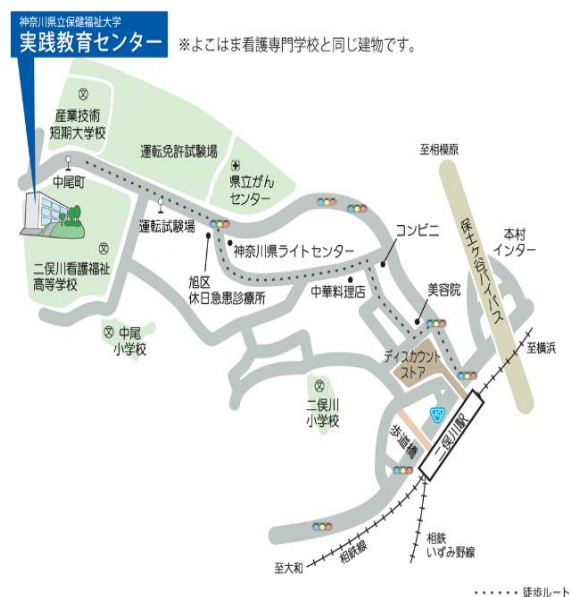 神奈川県立保健福祉大学
実践教育センター
※よこはま看護専門学校と同じ建物です。
文
産業技術
短期大学校
運転免許試験場
県立がん
センター
至相模原
中尾町
運転試験場
コンビニ
保土ヶ谷バイパス
本村
インター
神奈川県ライトセンター
文
二俣川看護福祉
高等学校
旭区
休日急患診療所
中華料理店
美容院
文
中尾
小学校
ディスカウント
ストア
至横浜
文
二俣川
小学校
歩道橋
二俣川駅
相鉄線
相鉄
いずみ野線
至大和
徒歩ルート